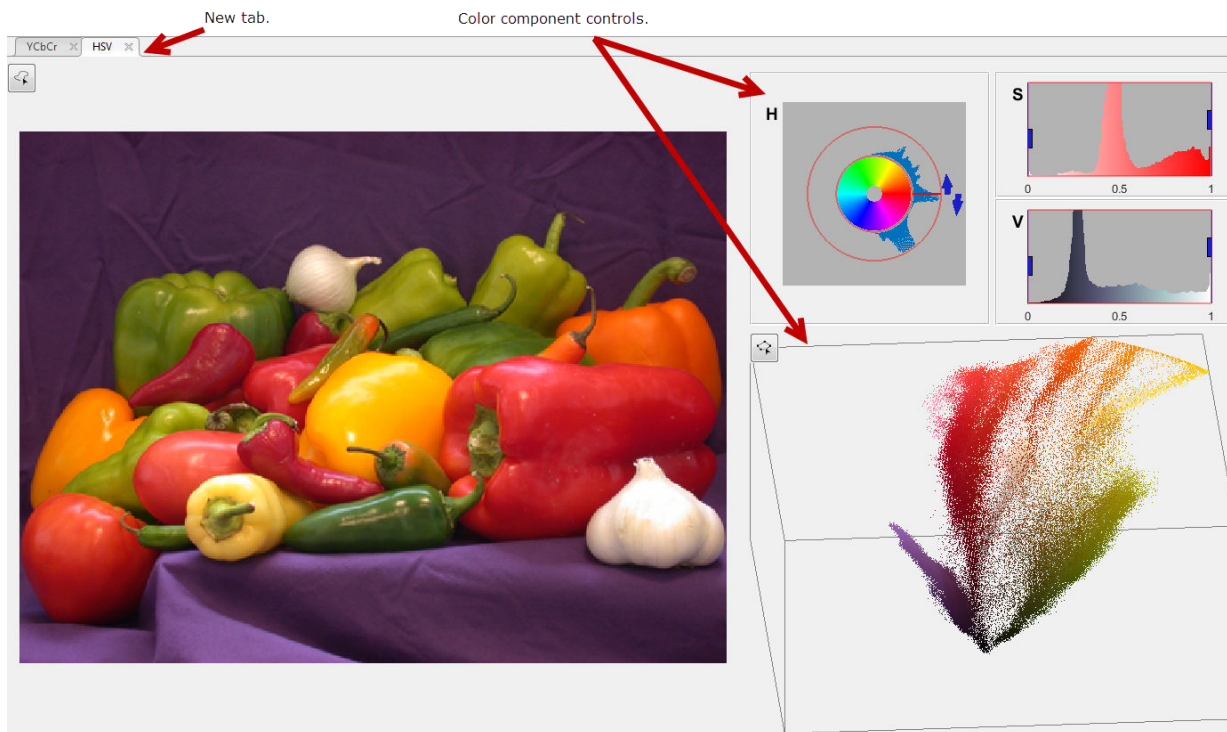 New tab.
Color component controls.
YCbCr
HSV
H
S
0 0.5 1
V
0 0.5 1